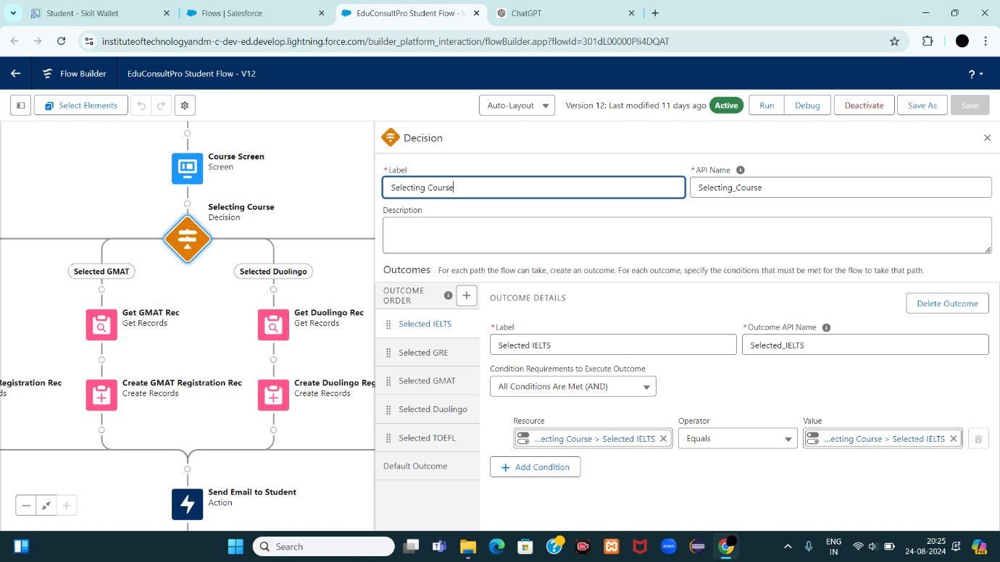 Student - Skill Wallet
Flows | Salesforce
EduConsultPro Student Flow - V
ChatGPT
instituteoftechnologyandm-c-dev-ed.develop.lightning.force.com/builder_platform_interaction/flowBuilder.app?flowId=301dL00000PIi4DQAT
Flow Builder
EduConsultPro Student Flow - V12
?
Select Elements
Auto-Layout
Version 12: Last modified 11 days ago
Active
Run
Debug
Deactivate
Save As
Save
Course Screen
Screen
Selecting Course
Decision
Selected GMAT
Selected Duolingo
Get GMAT Rec
Get Records
Get Duolingo Rec
Get Records
Registration Rec
ds
Create GMAT Registration Rec
Create Records
Create Duolingo Reg
Create Records
Send Email to Student
Action
Decision
* Label
Selecting Course
* API Name
Selecting_Course
Description
Outcomes For each path the flow can take, create an outcome. For each outcome, specify the conditions that must be met for the flow to take that path.
OUTCOME
ORDER
Selected IELTS
Selected GRE
Selected GMAT
Selected Duolingo
Selected TOEFL
Default Outcome
OUTCOME DETAILS
Delete Outcome
* Label
Selected IELTS
* Outcome API Name
Selected_IELTS
Condition Requirements to Execute Outcome
All Conditions Are Met (AND)
Resource
...ecting Course > Selected IELTS
Operator
Equals
Value
...ecting Course > Selected IELTS
Add Condition
Search
zoom
ENG
IN
20:25
24-08-2024
PRE